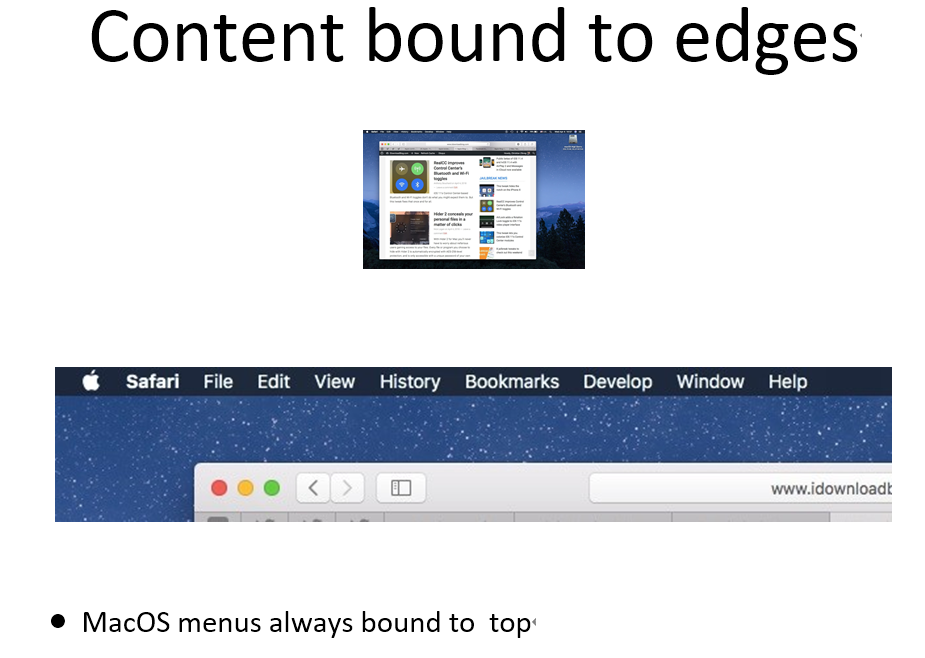 Content bound to edges
RealCC improves
Control Center's
Bluetooth and Wi-Fi
toggles
JAILBREAK NEWS
Hider 2 conceals your
personal files in a
matter of clicks
Safari File Edit View History Bookmarks Develop Window Help
www.idownloadb
● MacOS menus always bound to top